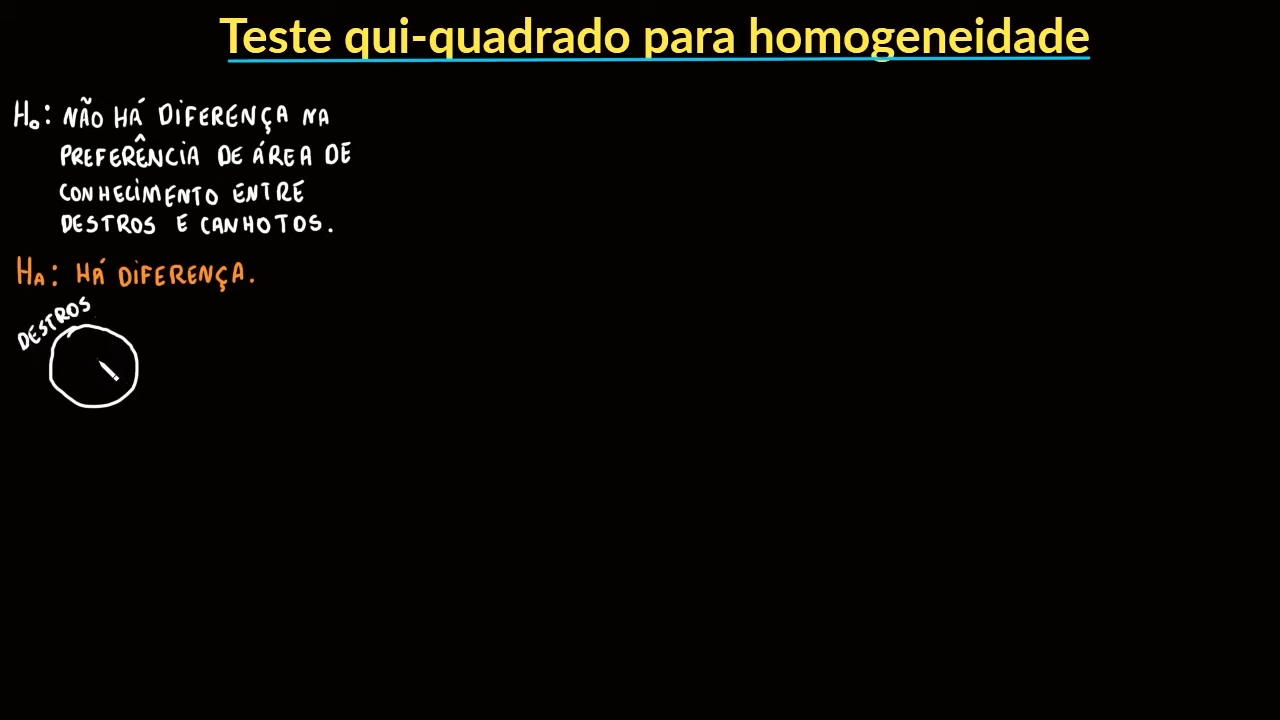 Teste qui-quadrado para homogeneidade
H₀: NÃO HÁ DIFERENÇA NA
PREFERÊNCIA DE ÁREA DE
CONHECIMENTO ENTRE
DESTROS E CANHOTOS.
Hₐ: HÁ DIFERENÇA.
DESTROS